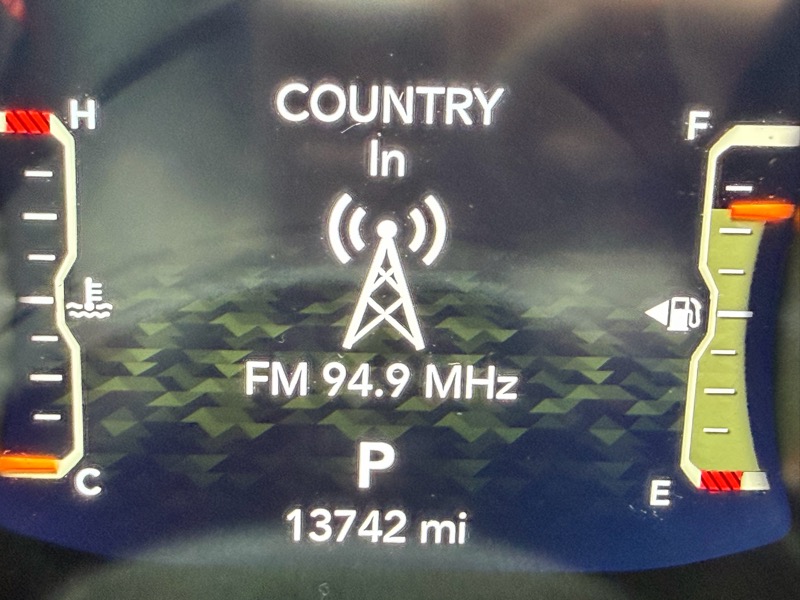 COUNTRY
In
H
F
FM 94.9 MHz
P
C
E
13742 mi